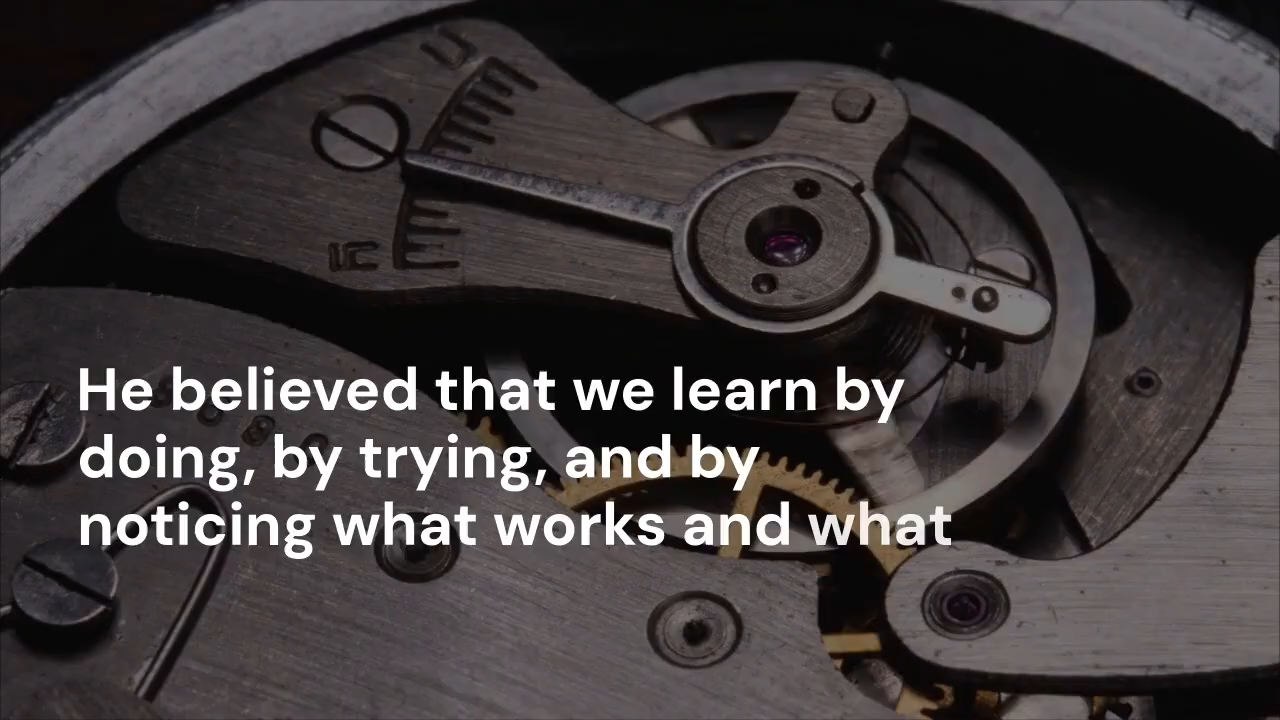 He believed that we learn by
doing, by trying, and by
noticing what works and what